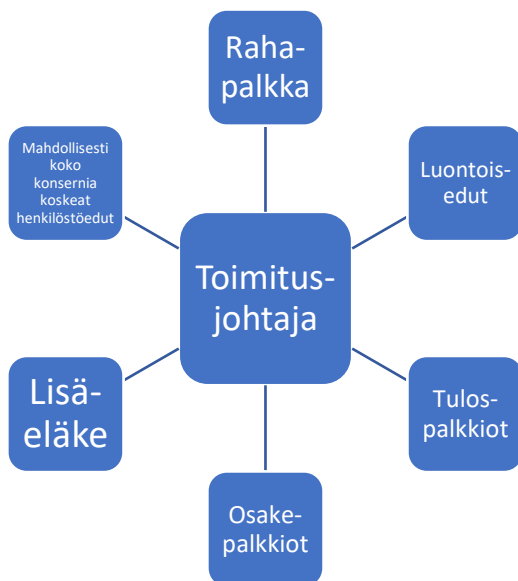 Raha-
palkka
Mahdollisesti
koko
konsernia
koskeat
henkilöstöedut
Luontois-
edut
Toimitus-
johtaja
Lisä-
eläke
Tulos-
palkkiot
Osake-
palkkiot